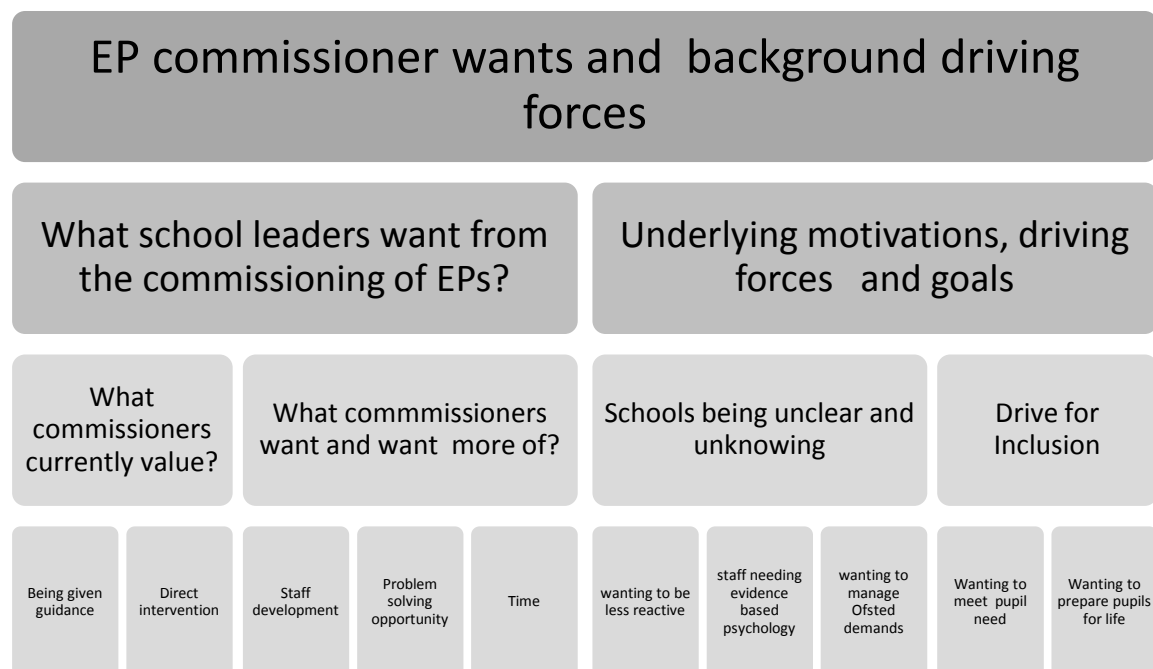 EP commissioner wants and  background driving
forces
What school leaders want from
the commissioning of EPs?
Underlying motivations, driving
forces   and goals
What
commissioners
currently value?
What commmissioners
want and want  more of?
Schools being unclear and
unknowing
Drive for
Inclusion
Being given
guidance
Direct
intervention
Staff
development
Problem
solving
opportunity
Time
wanting to be
less reactive
staff needing
evidence
based
psychology
wanting to
manage
Ofsted
demands
Wanting to
meet  pupil
need
Wanting to
prepare pupils
for life